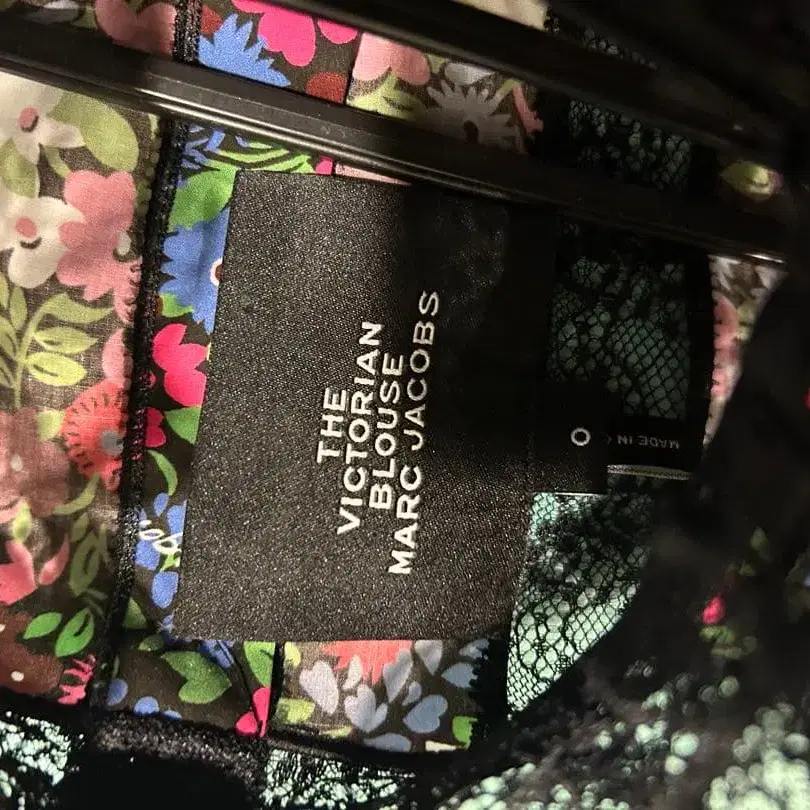 THE
VICTORIAN
BLOUSE
MARC JACOBS
0
MADE IN